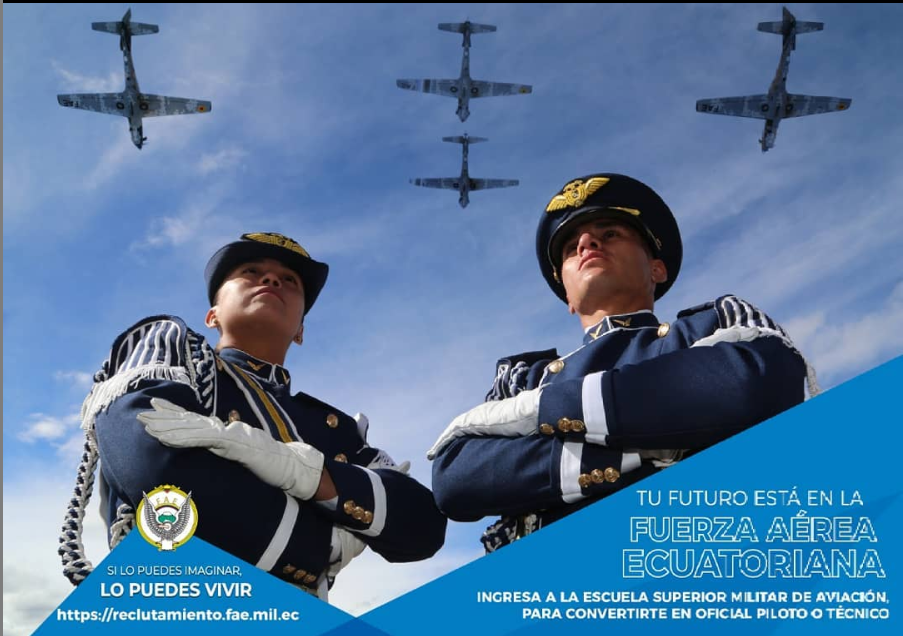 F.A.E.
SI LO PUEDES IMAGINAR,
LO PUEDES VIVIR
https://reclutamiento.fae.mil.ec
TU FUTURO ESTÁ EN LA
FUERZA AÉREA
ECUATORIANA
INGRESA A LA ESCUELA SUPERIOR MILITAR DE AVIACIÓN,
PARA CONVERTIRTE EN OFICIAL PILOTO O TÉCNICO